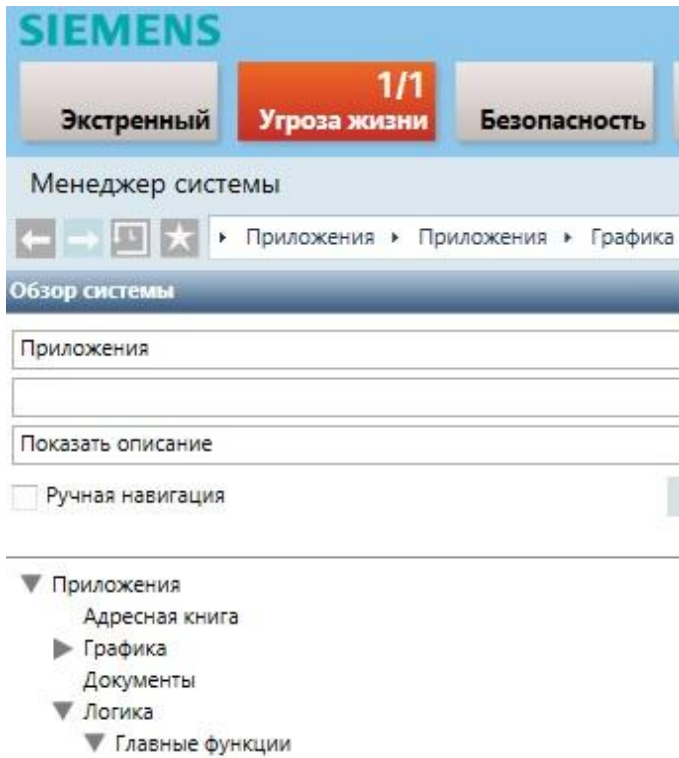 SIEMENS
1/1
Экстренный Угроза жизни Безопасность
Менеджер системы
Приложения Приложения Графика
Обзор системы
Приложения
Показать описание
Ручная навигация
Приложения
Адресная книга
Графика
Документы
Логика
Главные функции